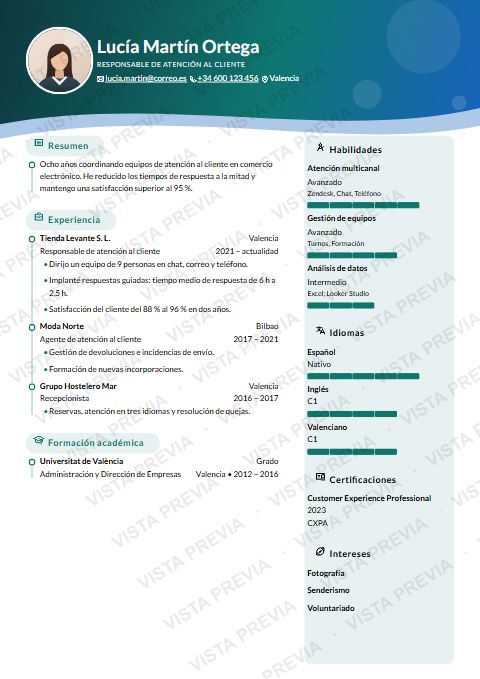 Lucía Martín Ortega
RESPONSABLE DE ATENCIÓN AL CLIENTE
lucia.martin@correo.es +34 600 123 456 Valencia
Resumen
Ocho años coordinando equipos de atención al cliente en comercio
electrónico. He reducido los tiempos de respuesta a la mitad y
mantengo una satisfacción superior al 95 %.
Experiencia
Tienda Levante S. L. Valencia
Responsable de atención al cliente 2021 – actualidad
• Dirijo un equipo de 9 personas en chat, correo y teléfono.
• Implanté respuestas guiadas: tiempo medio de respuesta de 6 h a
2,5 h.
• Satisfacción del cliente del 88 % al 96 % en dos años.
Moda Norte Bilbao
Agente de atención al cliente 2017 – 2021
• Gestión de devoluciones e incidencias de envío.
• Formación de nuevas incorporaciones.
Grupo Hostelero Mar Valencia
Recepcionista 2016 – 2017
• Reservas, atención en tres idiomas y resolución de quejas.
Formación académica
Universitat de València Grado
Administración y Dirección de Empresas Valencia • 2012 – 2016
Habilidades
Atención multicanal
Avanzado
Zendesk, Chat, Teléfono
Gestión de equipos
Avanzado
Turnos, Formación
Análisis de datos
Intermedio
Excel, Looker Studio
Idiomas
Español
Nativo
Inglés
C1
Valenciano
C1
Certificaciones
Customer Experience Professional
2023
CXPA
Intereses
Fotografía
Senderismo
Voluntariado
VISTA PREVIA